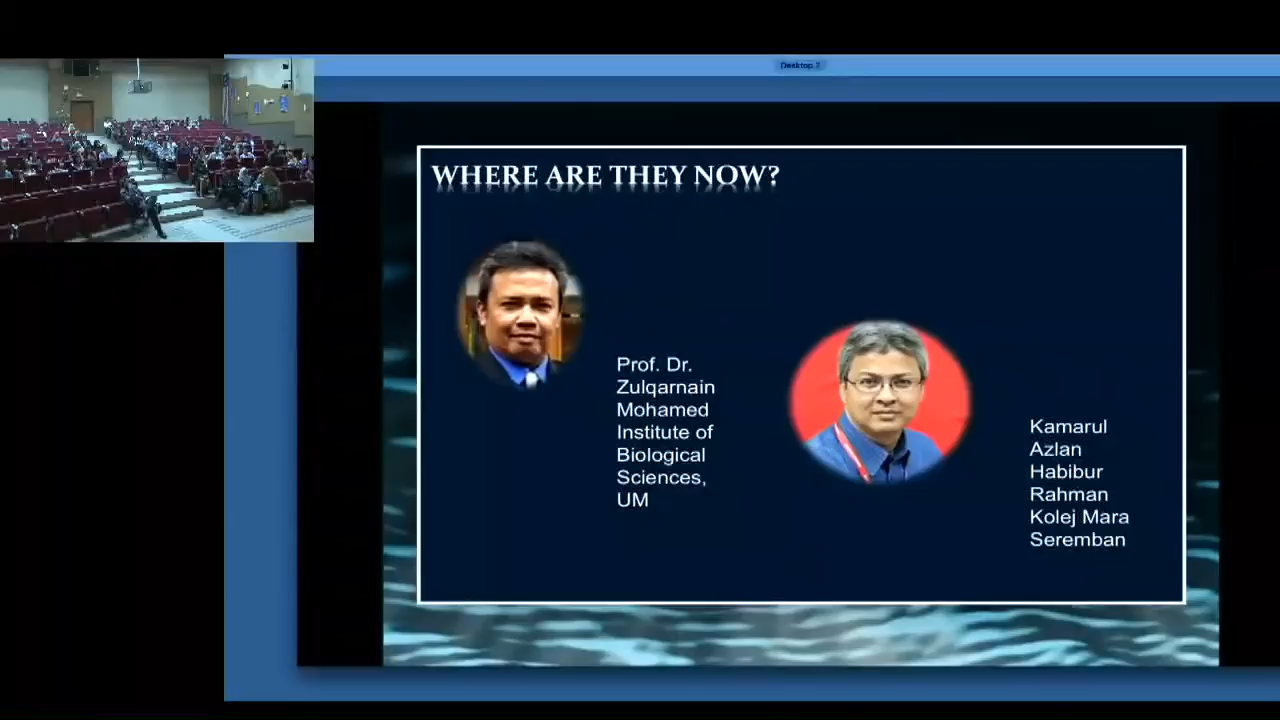 Desktop 2
WHERE ARE THEY NOW?
Prof. Dr.
Zulqarnain
Mohamed
Institute of
Biological
Sciences,
UM
Kamarul
Azlan
Habibur
Rahman
Kolej Mara
Seremban